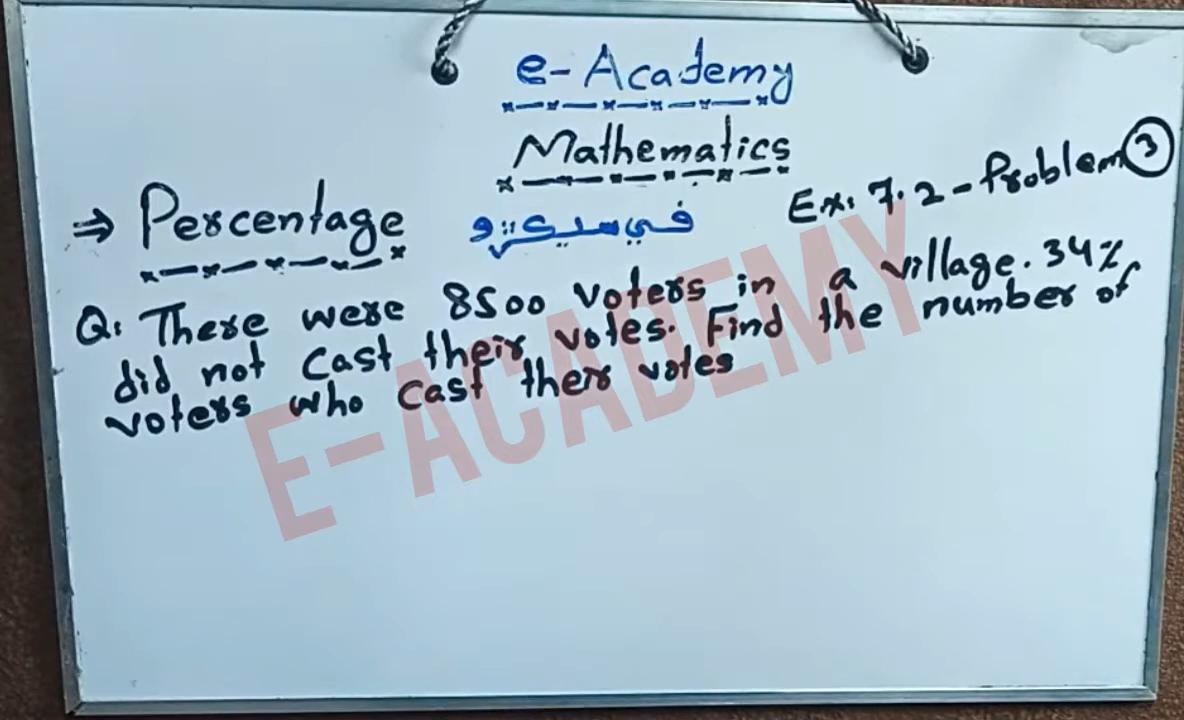 e-Academy
Mathematics
⇒ Percentage
Ex: 7.2 - Problem 3
Q: There were 8500 voters in a village. 34%
did not cast their votes. Find the number of
voters who cast their votes
E-ACADEMY